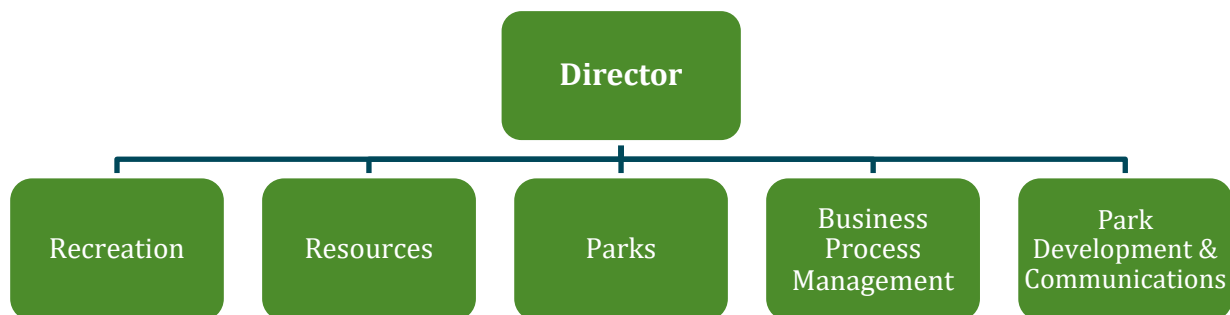 Director
Recreation
Resources
Parks
Business
Process
Management
Park
Development &
Communications